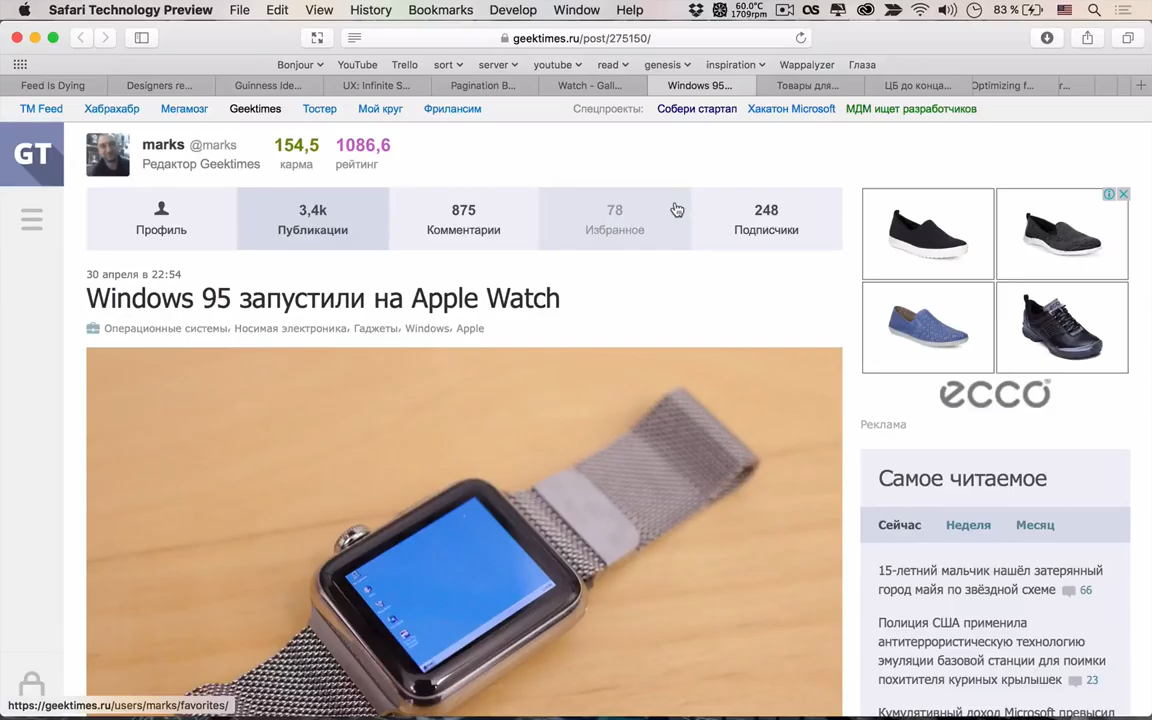 Safari Technology Preview File Edit View History Bookmarks Develop Window Help 60.0°C 1709rpm 83 %
geektimes.ru/post/275150/
Bonjour YouTube Trello sort server youtube read genesis inspiration Wappalyzer Глаза
Feed Is Dying Designers re... Guinness Ide... UX: Infinite S... Pagination B... Watch - Gall... Windows 95... Товары для... ЦБ до конца... Optimizing f... r...
TM Feed Хабрахабр Мегамозг Geektimes Тостер Мой круг Фрилансим Спецпроекты: Собери стартап Хакатон Microsoft МДМ ищет разработчиков
GT
marks @marks
Редактор Geektimes
154,5
карма
1086,6
рейтинг
Профиль
3,4k
Публикации
875
Комментарии
78
Избранное
248
Подписчики
30 апреля в 22:54
Windows 95 запустили на Apple Watch
Операционные системы, Носимая электроника, Гаджеты, Windows, Apple
ecco
Реклама
Самое читаемое
Сейчас Неделя Месяц
15-летний мальчик нашёл затерянный
город майя по звёздной схеме 66
Полиция США применила
антитеррористическую технологию
эмуляции базовой станции для поимки
похитителя куриных крылышек 23
Кумулятивный доход Microsoft превысил
https://geektimes.ru/users/marks/favorites/